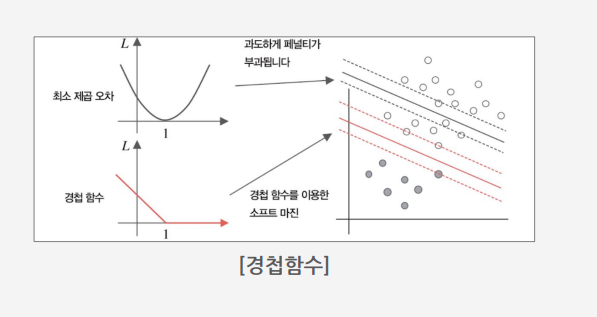 L
과도하게 페널티가
부과됩니다
최소 제곱 오차
1
L
경첩 함수
경첩 함수를 이용한
소프트 마진
1
[경첩함수]